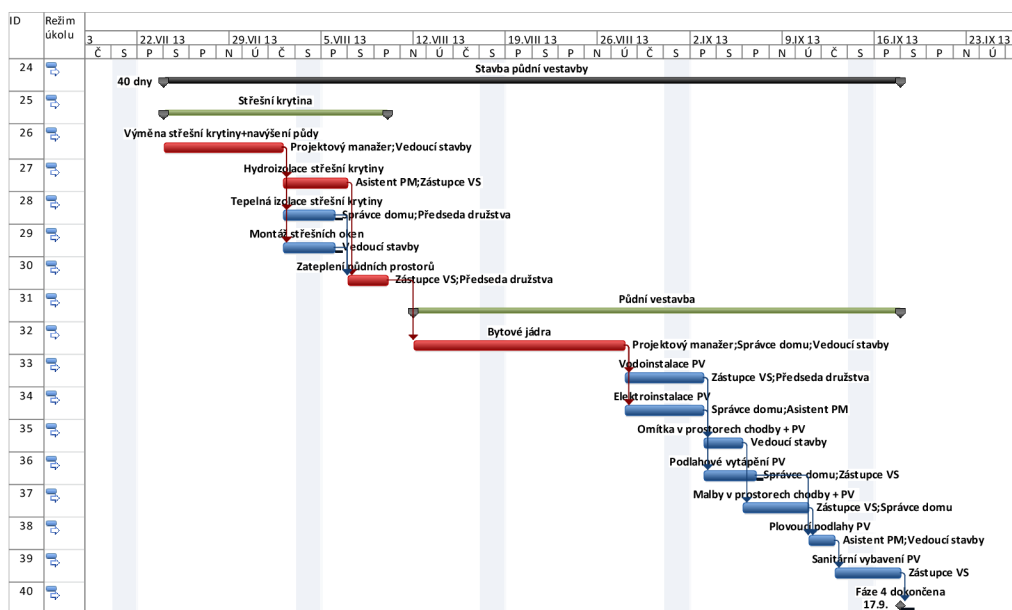 ID
Režim
úkolu
3 22.VII 13 29.VII 13 5.VIII 13 12.VIII 13 19.VIII 13 26.VIII 13 2.IX 13 9.IX 13 16.IX 13 23.IX 13
Č S P S P N Ú Č S P S P N Ú Č S P S P N Ú Č S P S P N Ú Č S P S P N Ú
24 Stavba půdní vestavby
40 dny
25 Střešní krytina
26 Výměna střešní krytiny+navýšení půdy
Projektový manažer;Vedoucí stavby
27 Hydroizolace střešní krytiny
Asistent PM;Zástupce VS
28 Tepelná izolace střešní krytiny
Správce domu;Předseda družstva
29 Montáž střešních oken
Vedoucí stavby
30 Zateplení půdních prostorů
Zástupce VS;Předseda družstva
31 Půdní vestavba
32 Bytové jádra
Projektový manažer;Správce domu;Vedoucí stavby
33 Vodoinstalace PV
Zástupce VS;Předseda družstva
34 Elektroinstalace PV
Správce domu;Asistent PM
35 Omítka v prostorech chodby + PV
Vedoucí stavby
36 Podlahové vytápění PV
Správce domu;Zástupce VS
37 Malby v prostorech chodby + PV
Zástupce VS;Správce domu
38 Plovoucí podlahy PV
Asistent PM;Vedoucí stavby
39 Sanitární vybavení PV
Zástupce VS
40 Fáze 4 dokončena
17.9.